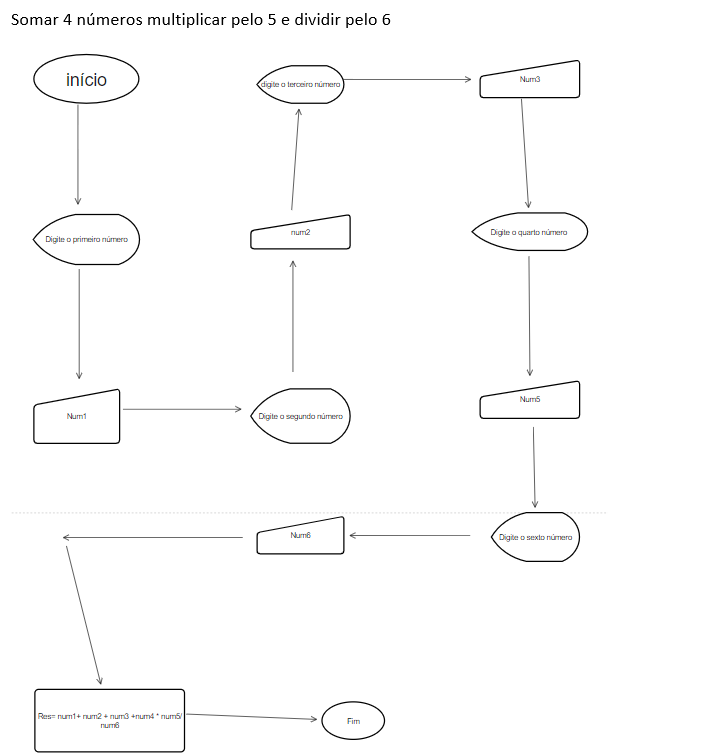 Somar 4 números multiplicar pelo 5 e dividir pelo 6
início
Digite o primeiro número
Num1
Digite o segundo número
num2
digite o terceiro número
Num3
Digite o quarto número
Num5
Digite o sexto número
Num6
Res= num1+ num2 + num3 +num4 * num5/
num6
Fim